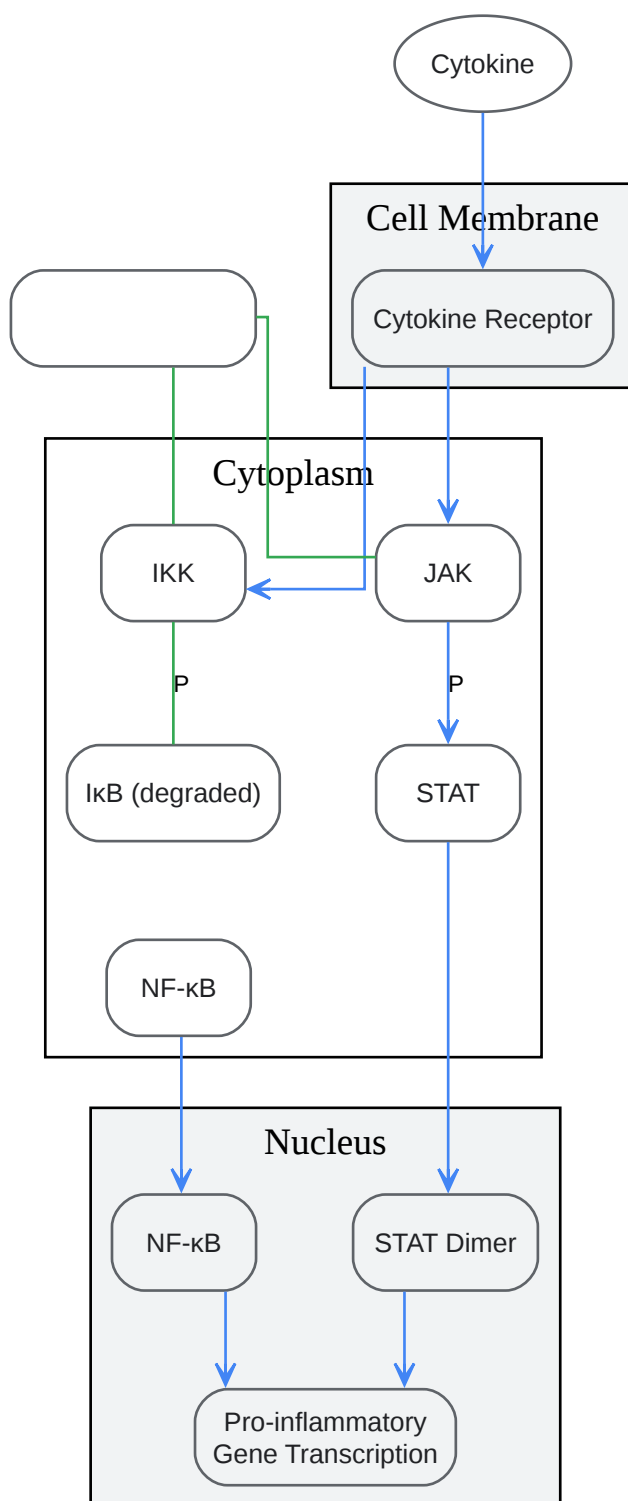 Cytokine
Cell Membrane
Cytokine Receptor
Cytoplasm
IKK
JAK
P
P
IκB (degraded)
STAT
NF-κB
Nucleus
NF-κB
STAT Dimer
Pro-inflammatory
Gene Transcription